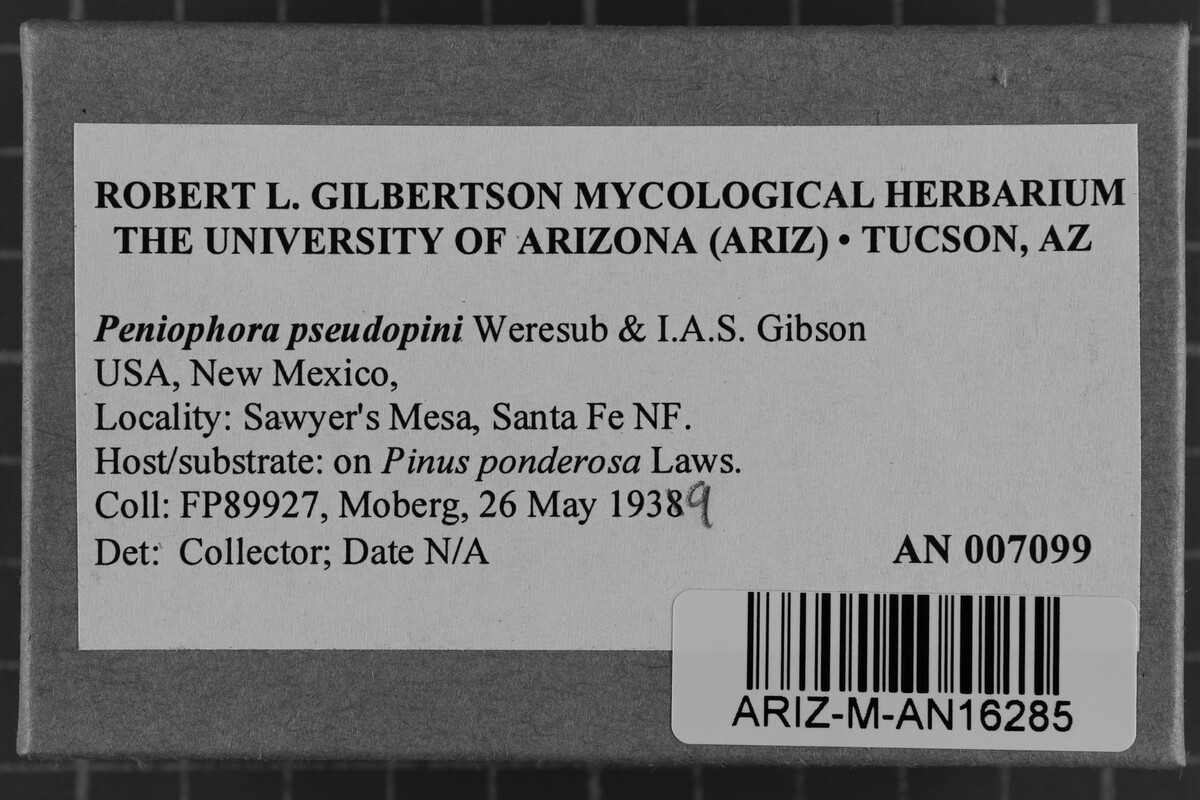 ROBERT L. GILBERTSON MYCOLOGICAL HERBARIUM
THE UNIVERSITY OF ARIZONA (ARIZ) • TUCSON, AZ
Peniophora pseudopini Weresub & I.A.S. Gibson
USA, New Mexico,
Locality: Sawyer's Mesa, Santa Fe NF.
Host/substrate: on Pinus ponderosa Laws.
Coll: FP89927, Moberg, 26 May 1938 9
Det: Collector; Date N/A
AN 007099
ARIZ-M-AN16285